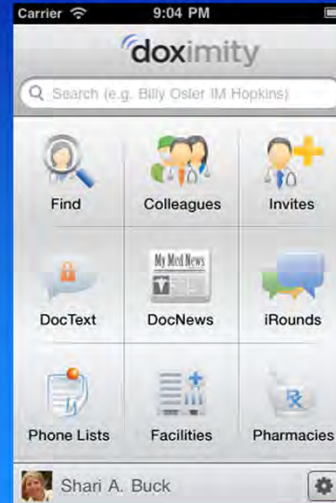 Carrier 9:04 PM
doximity
Search (e.g. Billy Osler IM Hopkins)
Find Colleagues Invites
My Med News
DocText DocNews iRounds
Rx
Phone Lists Facilities Pharmacies
Shari A. Buck